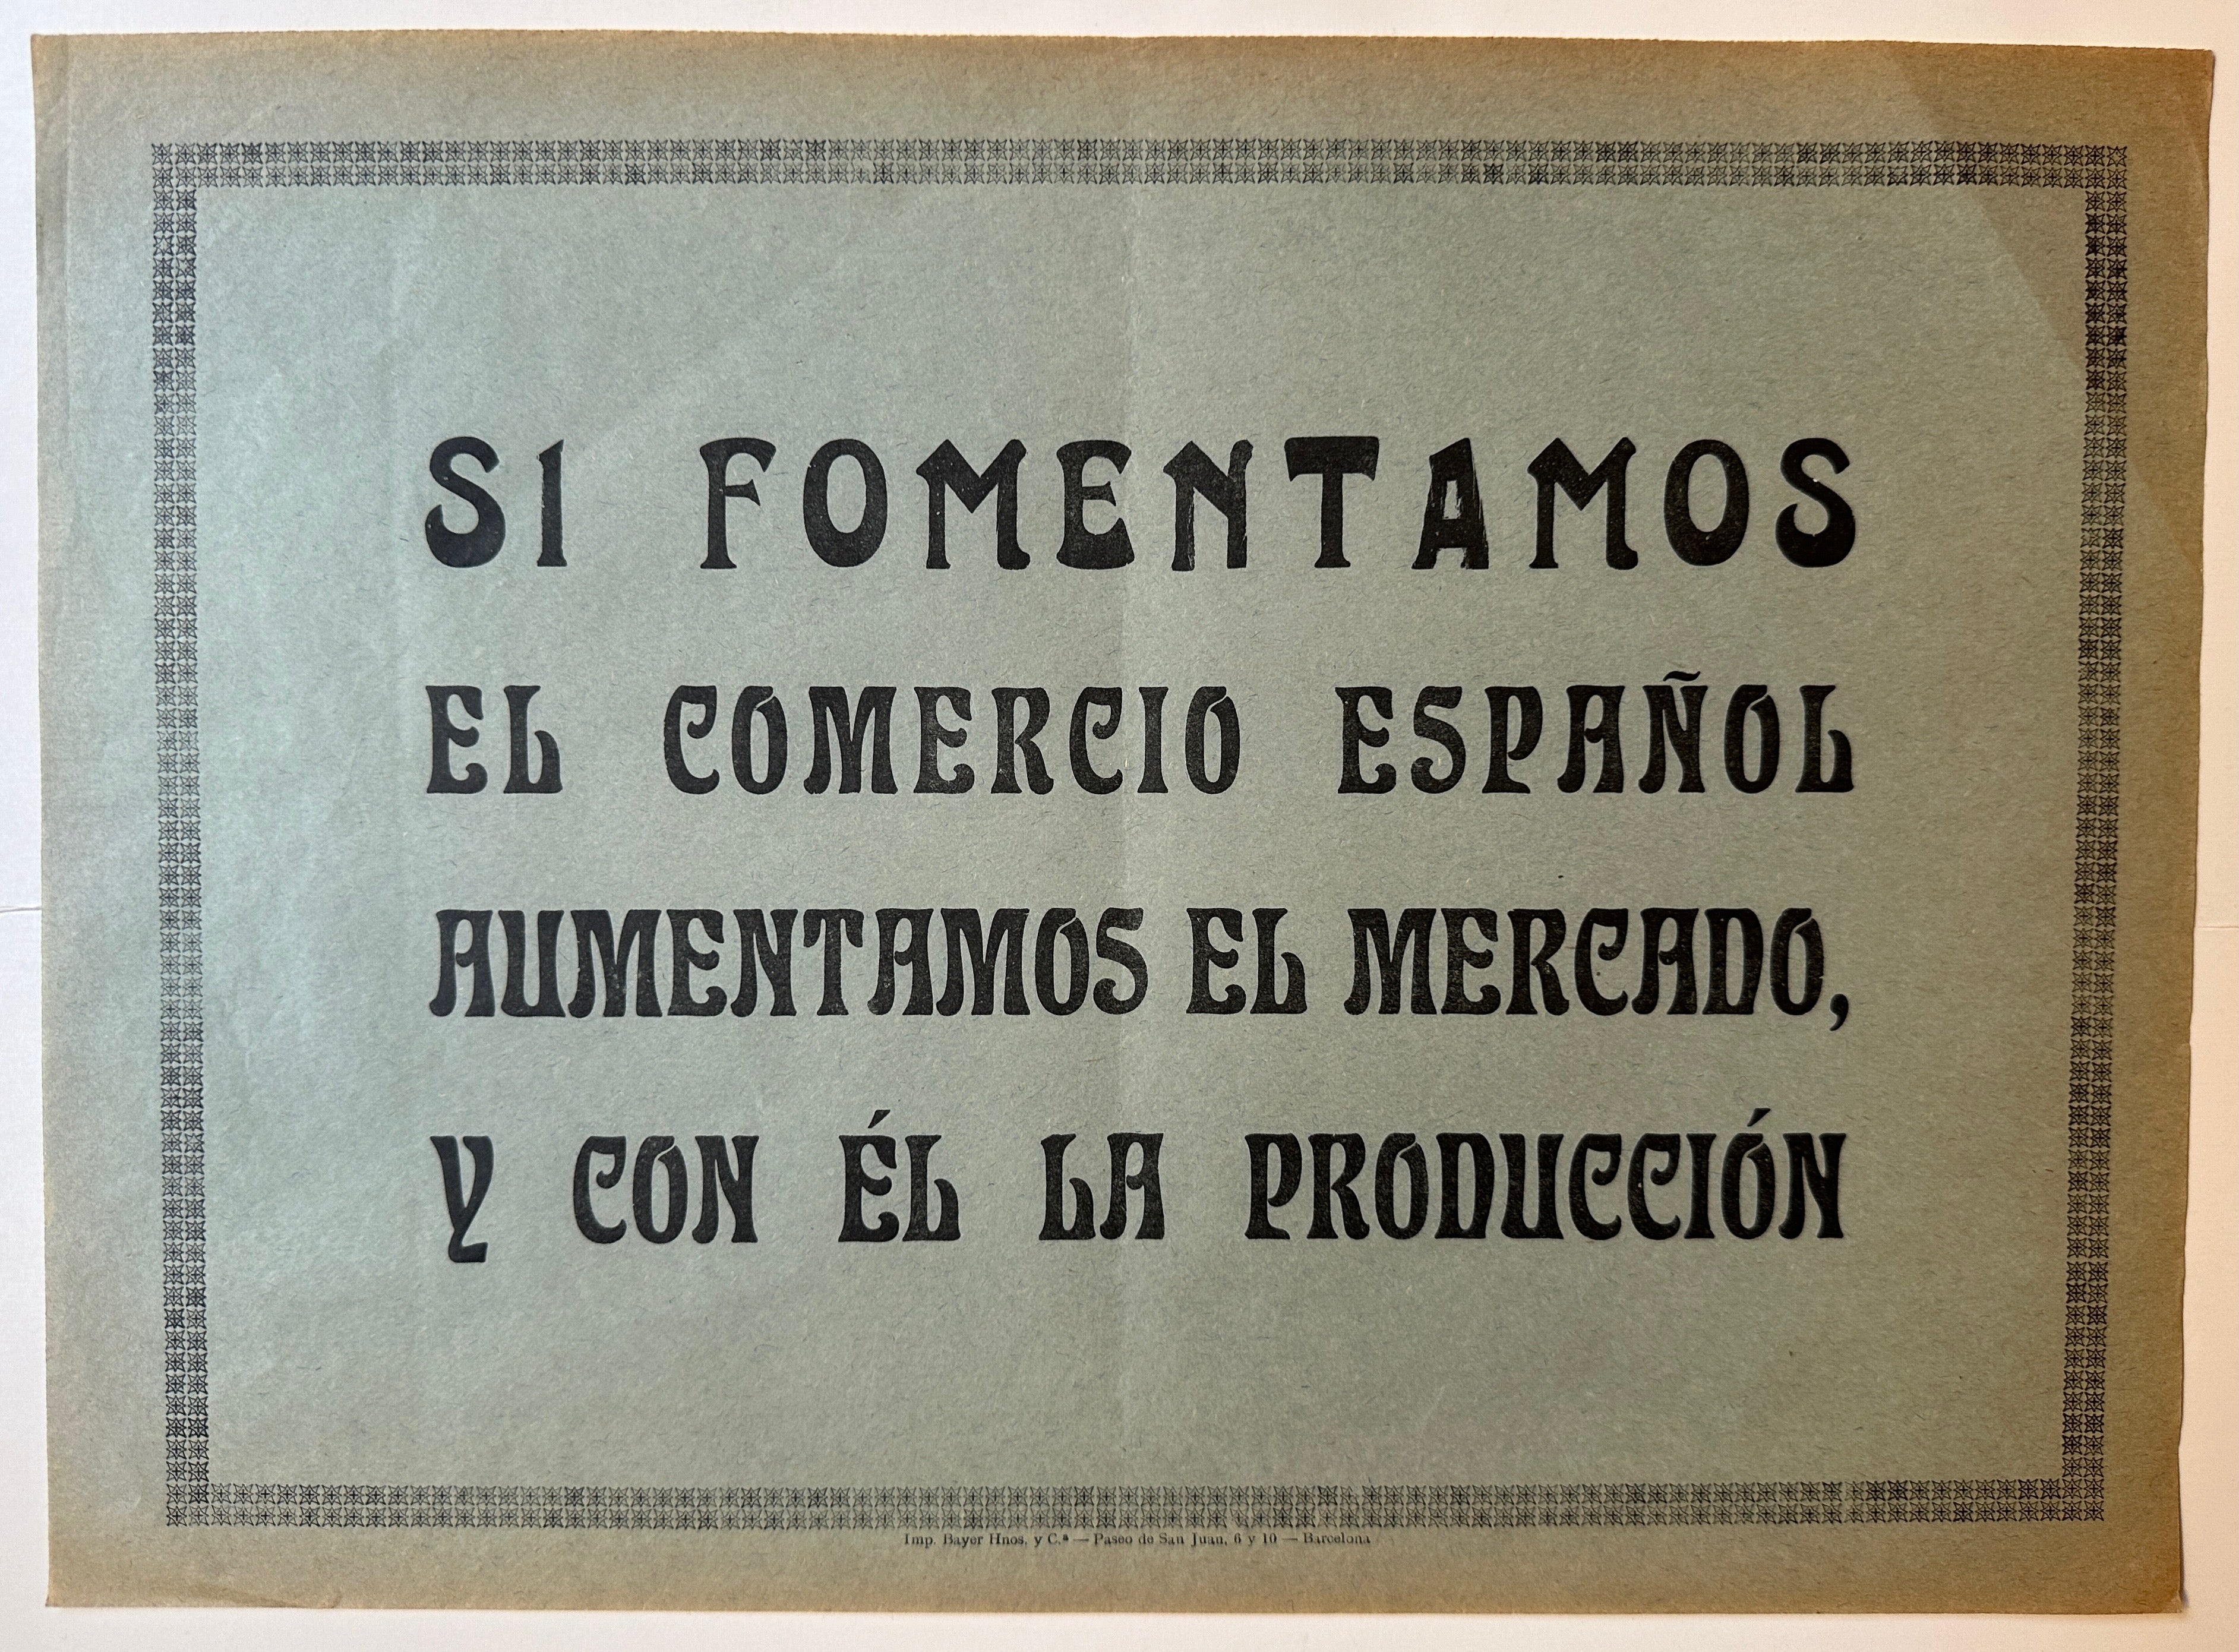 SI FOMENTAMOS
EL COMERCIO ESPAÑOL
AUMENTAMOS EL MERCADO,
Y CON ÉL LA PRODUCCIÓN
Imp. Bayer Hnos. y C.ª — Paseo de San Juan, 6 y 10 — Barcelona